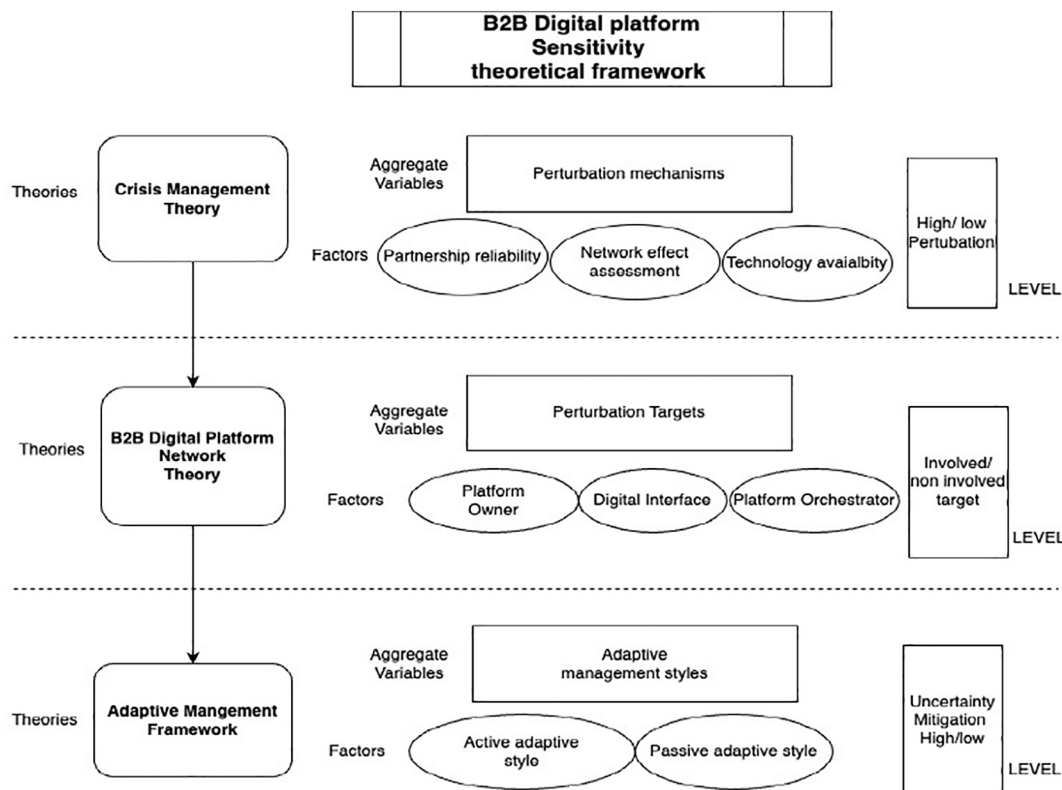 B2B Digital platform
Sensitivity
theoretical framework
Theories
Crisis Management
Theory
Aggregate
Variables
Perturbation mechanisms
Factors
Partnership reliability
Network effect
assessment
Technology avaialbity
High/ low
Pertubation
LEVEL
Theories
B2B Digital Platform
Network
Theory
Aggregate
Variables
Perturbation Targets
Factors
Platform
Owner
Digital Interface
Platform Orchestrator
Involved/
non involved
target
LEVEL
Theories
Adaptive Mangement
Framework
Aggregate
Variables
Adaptive
management styles
Factors
Active adaptive
style
Passive adaptive style
Uncertainty
Mitigation
High/low
LEVEL